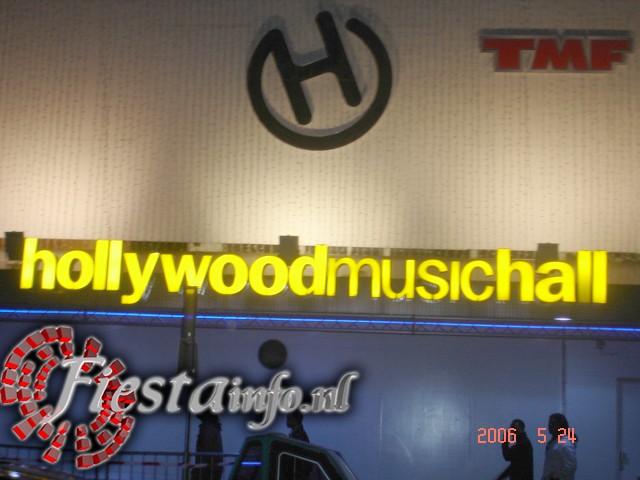 H
TMF
hollywoodmusichall
Fiestainfo.nl
2006 5 24